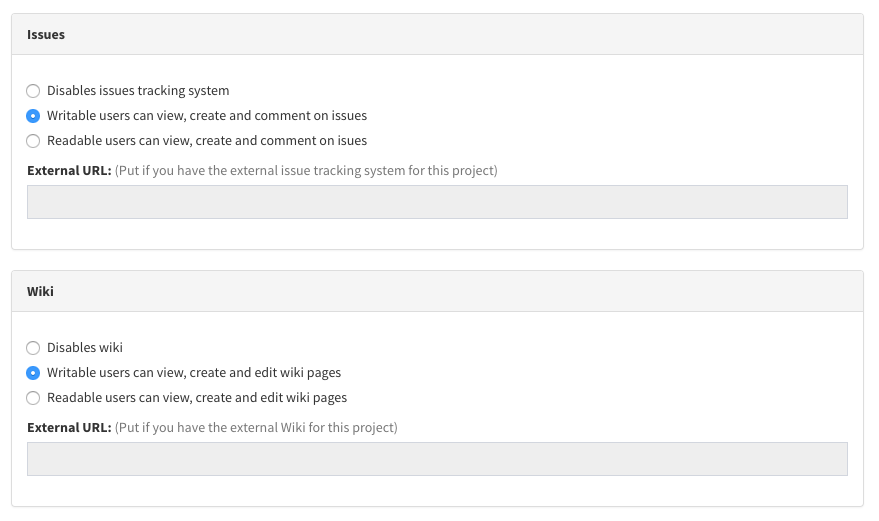 Issues
Disables issues tracking system
Writable users can view, create and comment on issues
Readable users can view, create and comment on isues
External URL: (Put if you have the external issue tracking system for this project)
Wiki
Disables wiki
Writable users can view, create and edit wiki pages
Readable users can view, create and edit wiki pages
External URL: (Put if you have the external Wiki for this project)